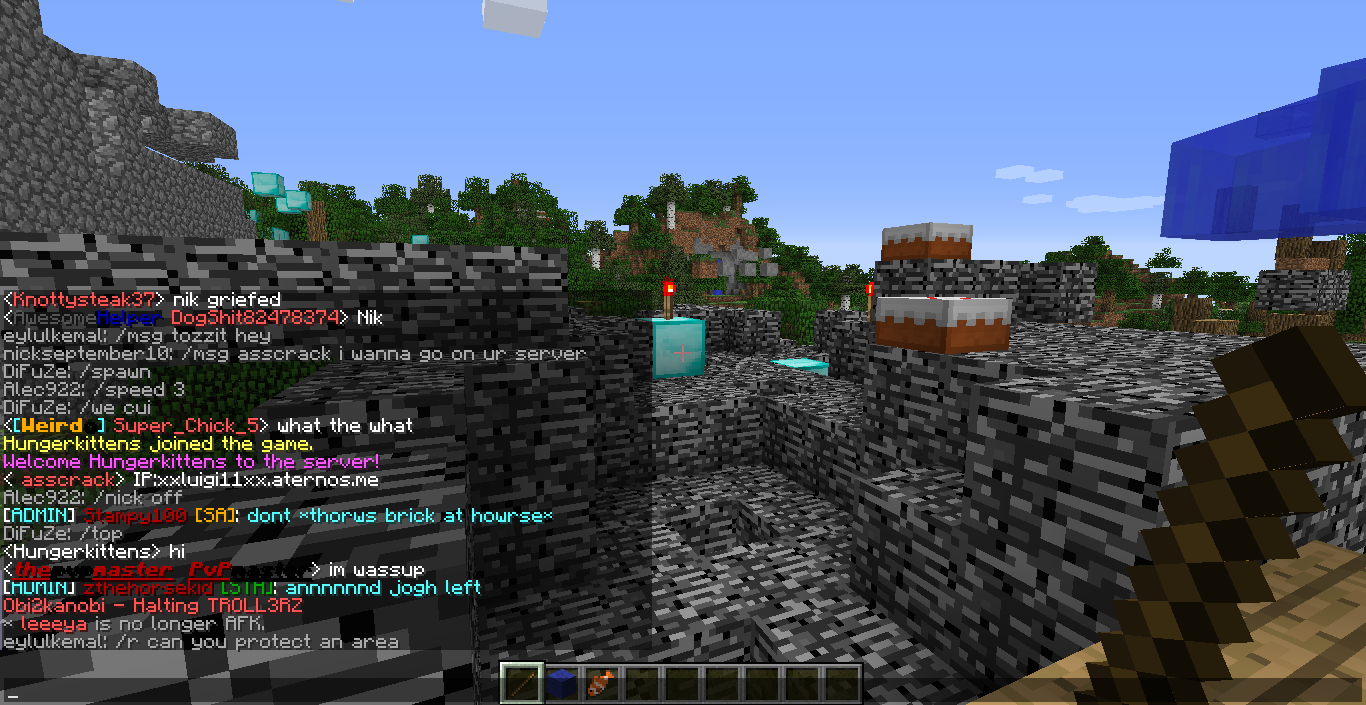 <Knottysteak37> nik griefed
<AwesomeHelper DogShit82478374> Nik
eylulkemal: /msg tozzit hey
nickseptember10: /msg asscrack i wanna go on ur server
DiFuZe: /spawn
Alec922: /speed 3
DiFuZe: /we cui
<[Weird ] Super_Chick_5> what the what
Hungerkittens joined the game.
Welcome Hungerkittens to the server!
< asscrack> IP:xxluigi11xx.aternos.me
Alec922: /nick off
[ADMIN] Stampy100 [SA]: dont *thorws brick at howrse*
DiFuZe: /top
<Hungerkittens> hi
<the master PvP > im wassup
[ADMIN] zthehorsekid [STA]: annnnnnd jogh left
Obi2kanobi - Halting TROLL3RZ
* leeeya is no longer AFK.
eylulkemal: /r can you protect an area
_